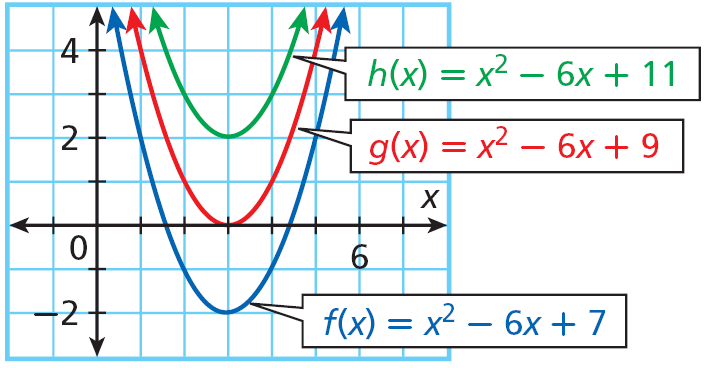 4
h(x) = x² − 6x + 11
2
g(x) = x² − 6x + 9
x
0
6
−2
f(x) = x² − 6x + 7